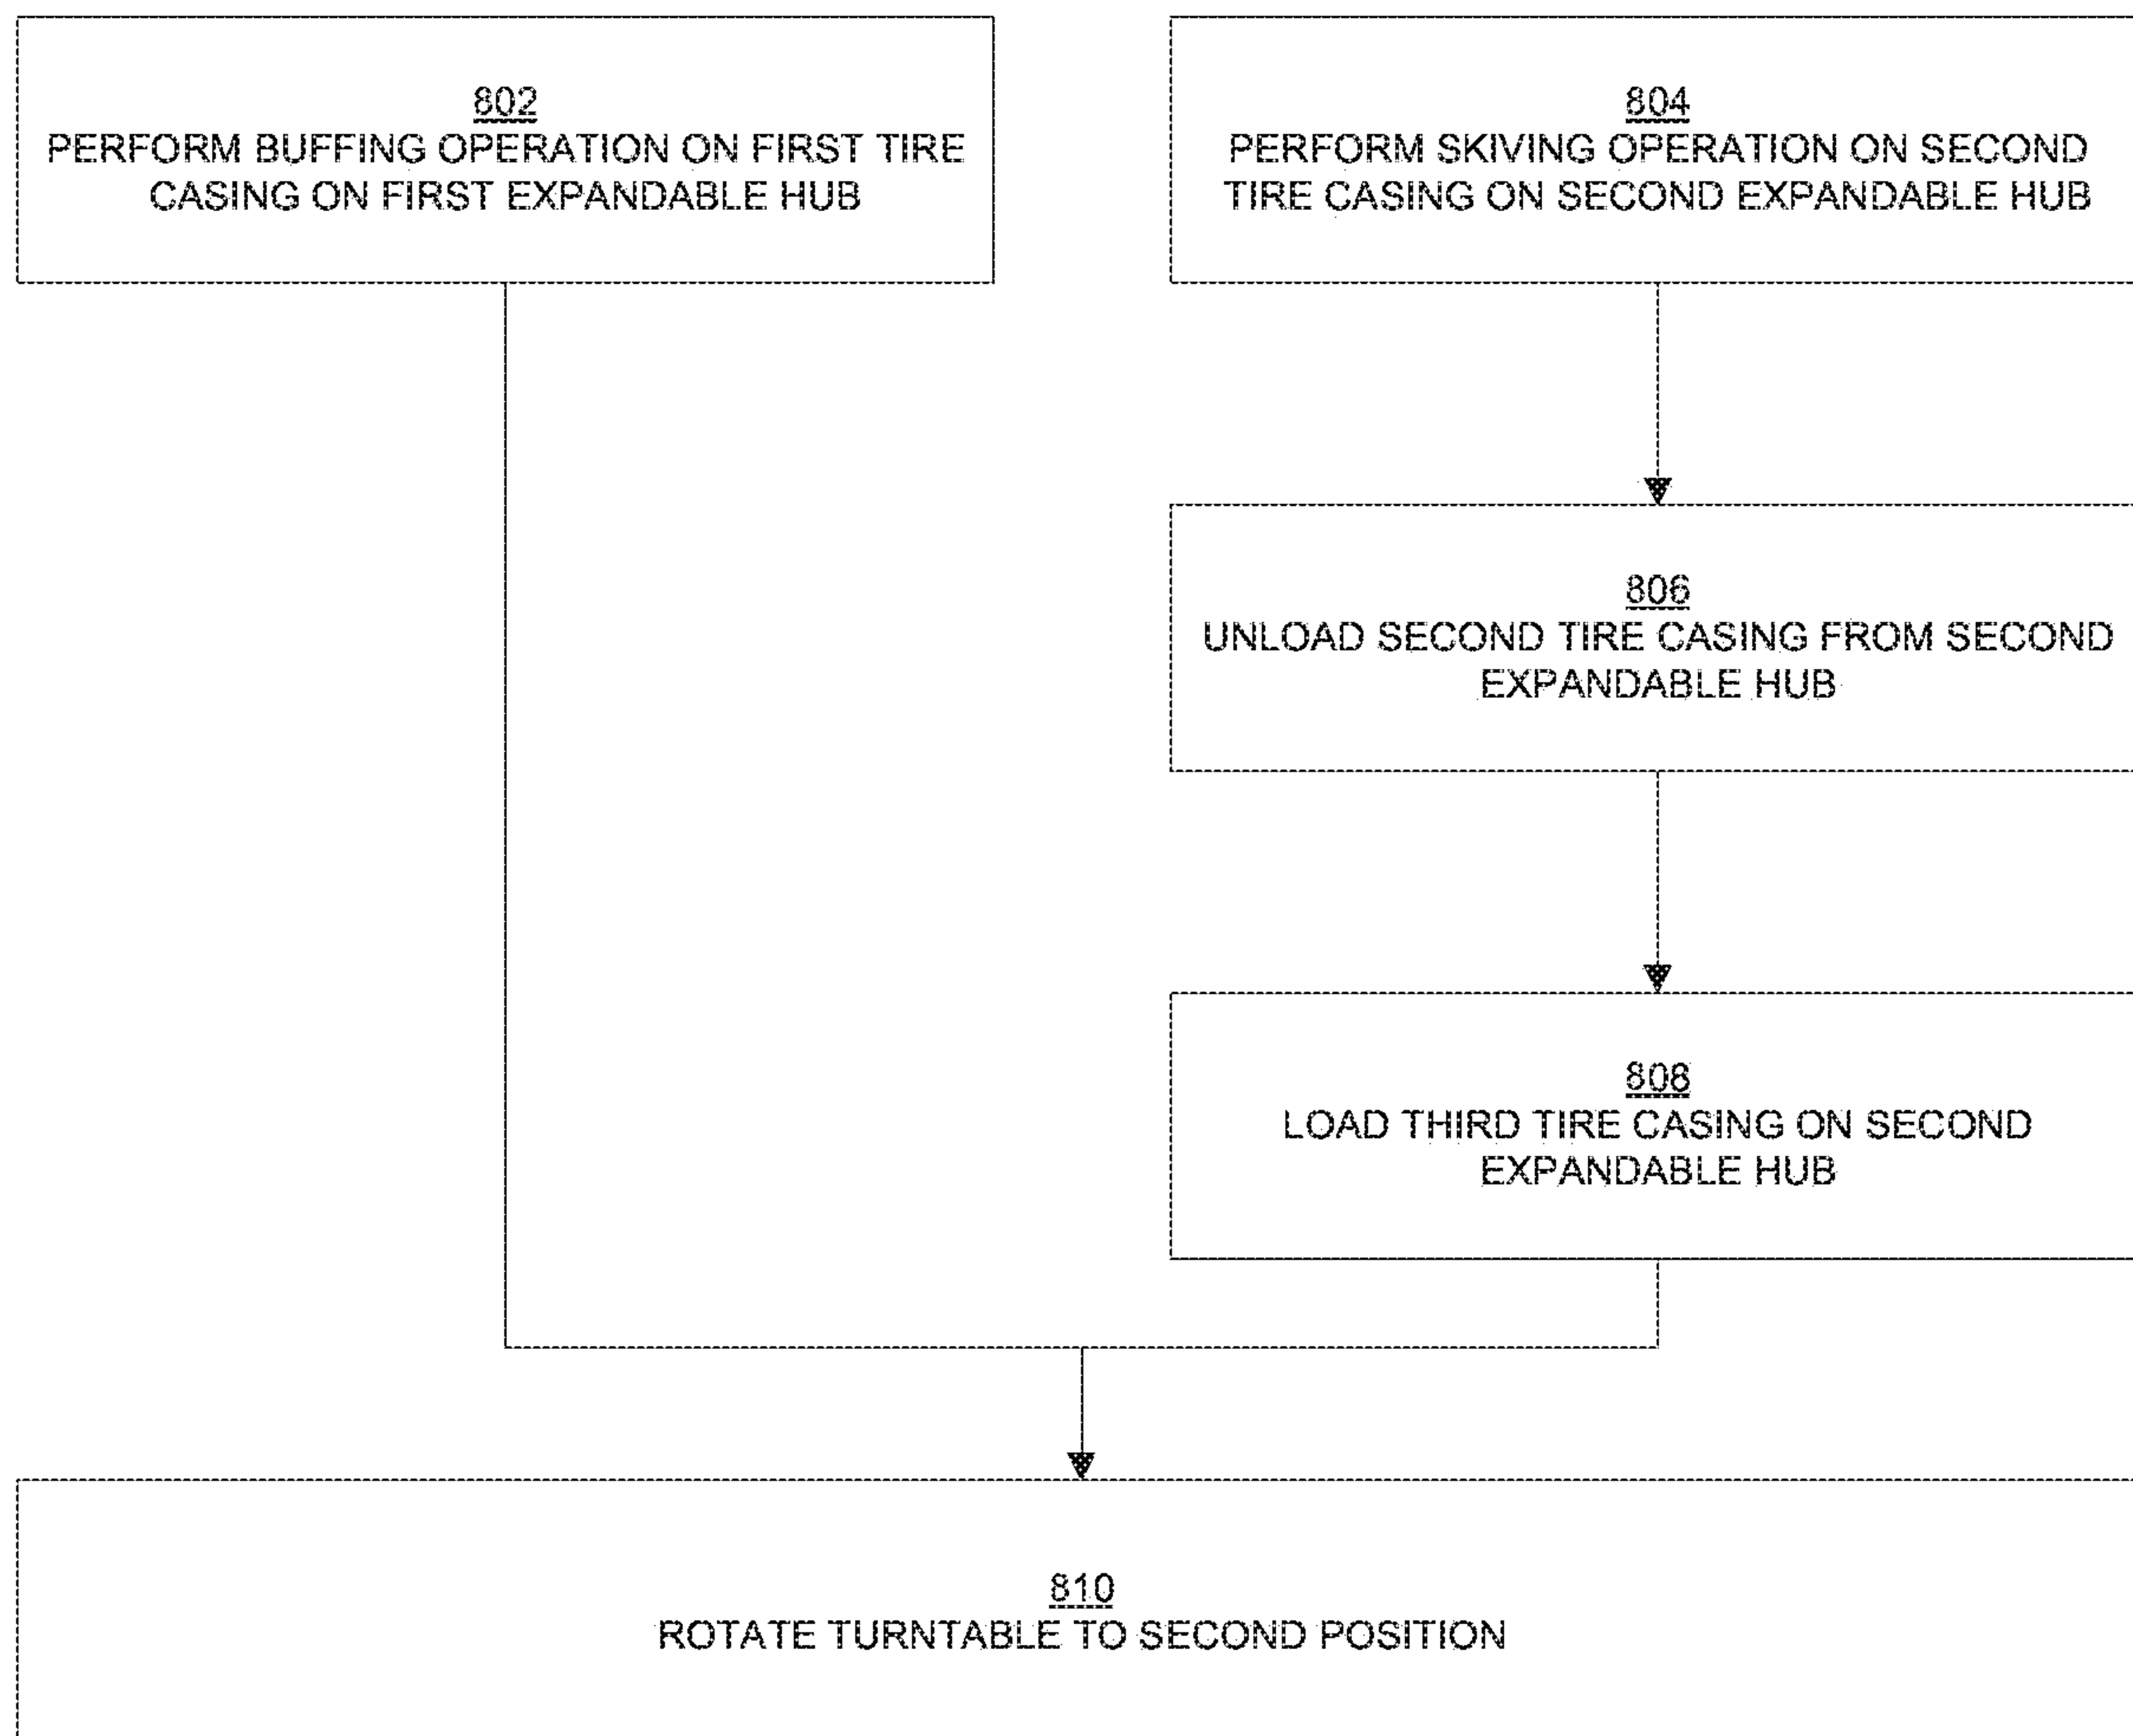 802
PERFORM BUFFING OPERATION ON FIRST TIRE
CASING ON FIRST EXPANDABLE HUB
804
PERFORM SKIVING OPERATION ON SECOND
TIRE CASING ON SECOND EXPANDABLE HUB
806
UNLOAD SECOND TIRE CASING FROM SECOND
EXPANDABLE HUB
808
LOAD THIRD TIRE CASING ON SECOND
EXPANDABLE HUB
810
ROTATE TURNTABLE TO SECOND POSITION